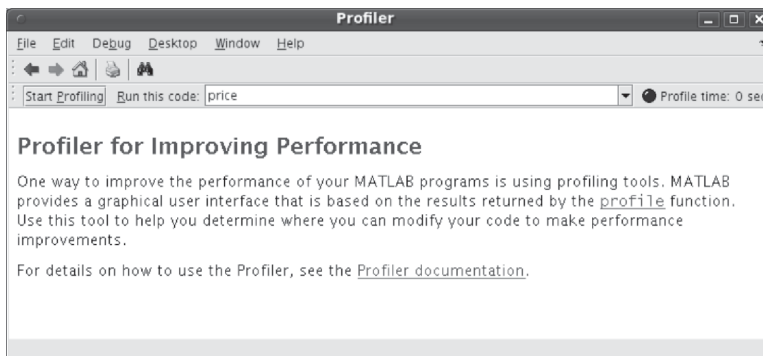 Profiler
File Edit Debug Desktop Window Help
Start Profiling Run this code: price Profile time: 0 sec
Profiler for Improving Performance
One way to improve the performance of your MATLAB programs is using profiling tools. MATLAB
provides a graphical user interface that is based on the results returned by the profile function.
Use this tool to help you determine where you can modify your code to make performance
improvements.
For details on how to use the Profiler, see the Profiler documentation.